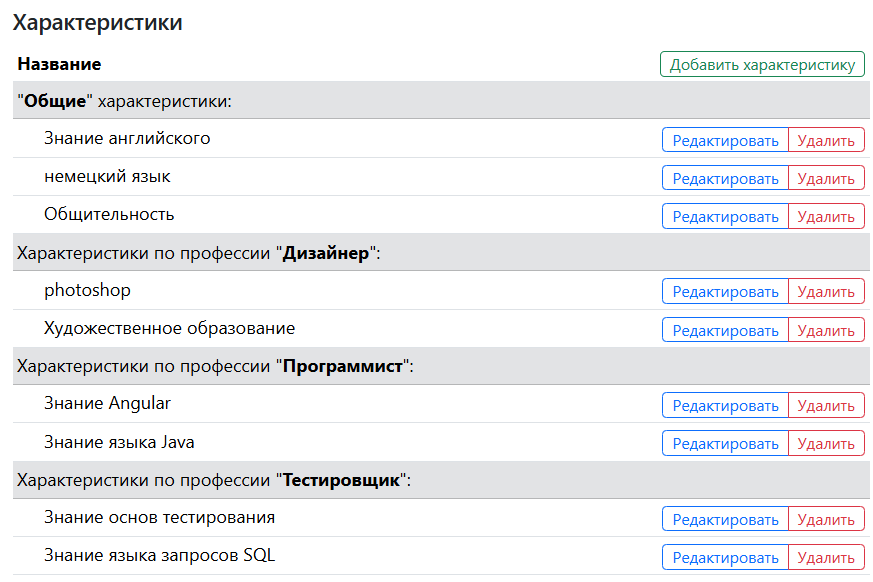 Характеристики
Название Добавить характеристику
"Общие" характеристики:
Знание английского Редактировать Удалить
немецкий язык Редактировать Удалить
Общительность Редактировать Удалить
Характеристики по профессии "Дизайнер":
photoshop Редактировать Удалить
Художественное образование Редактировать Удалить
Характеристики по профессии "Программист":
Знание Angular Редактировать Удалить
Знание языка Java Редактировать Удалить
Характеристики по профессии "Тестировщик":
Знание основ тестирования Редактировать Удалить
Знание языка запросов SQL Редактировать Удалить